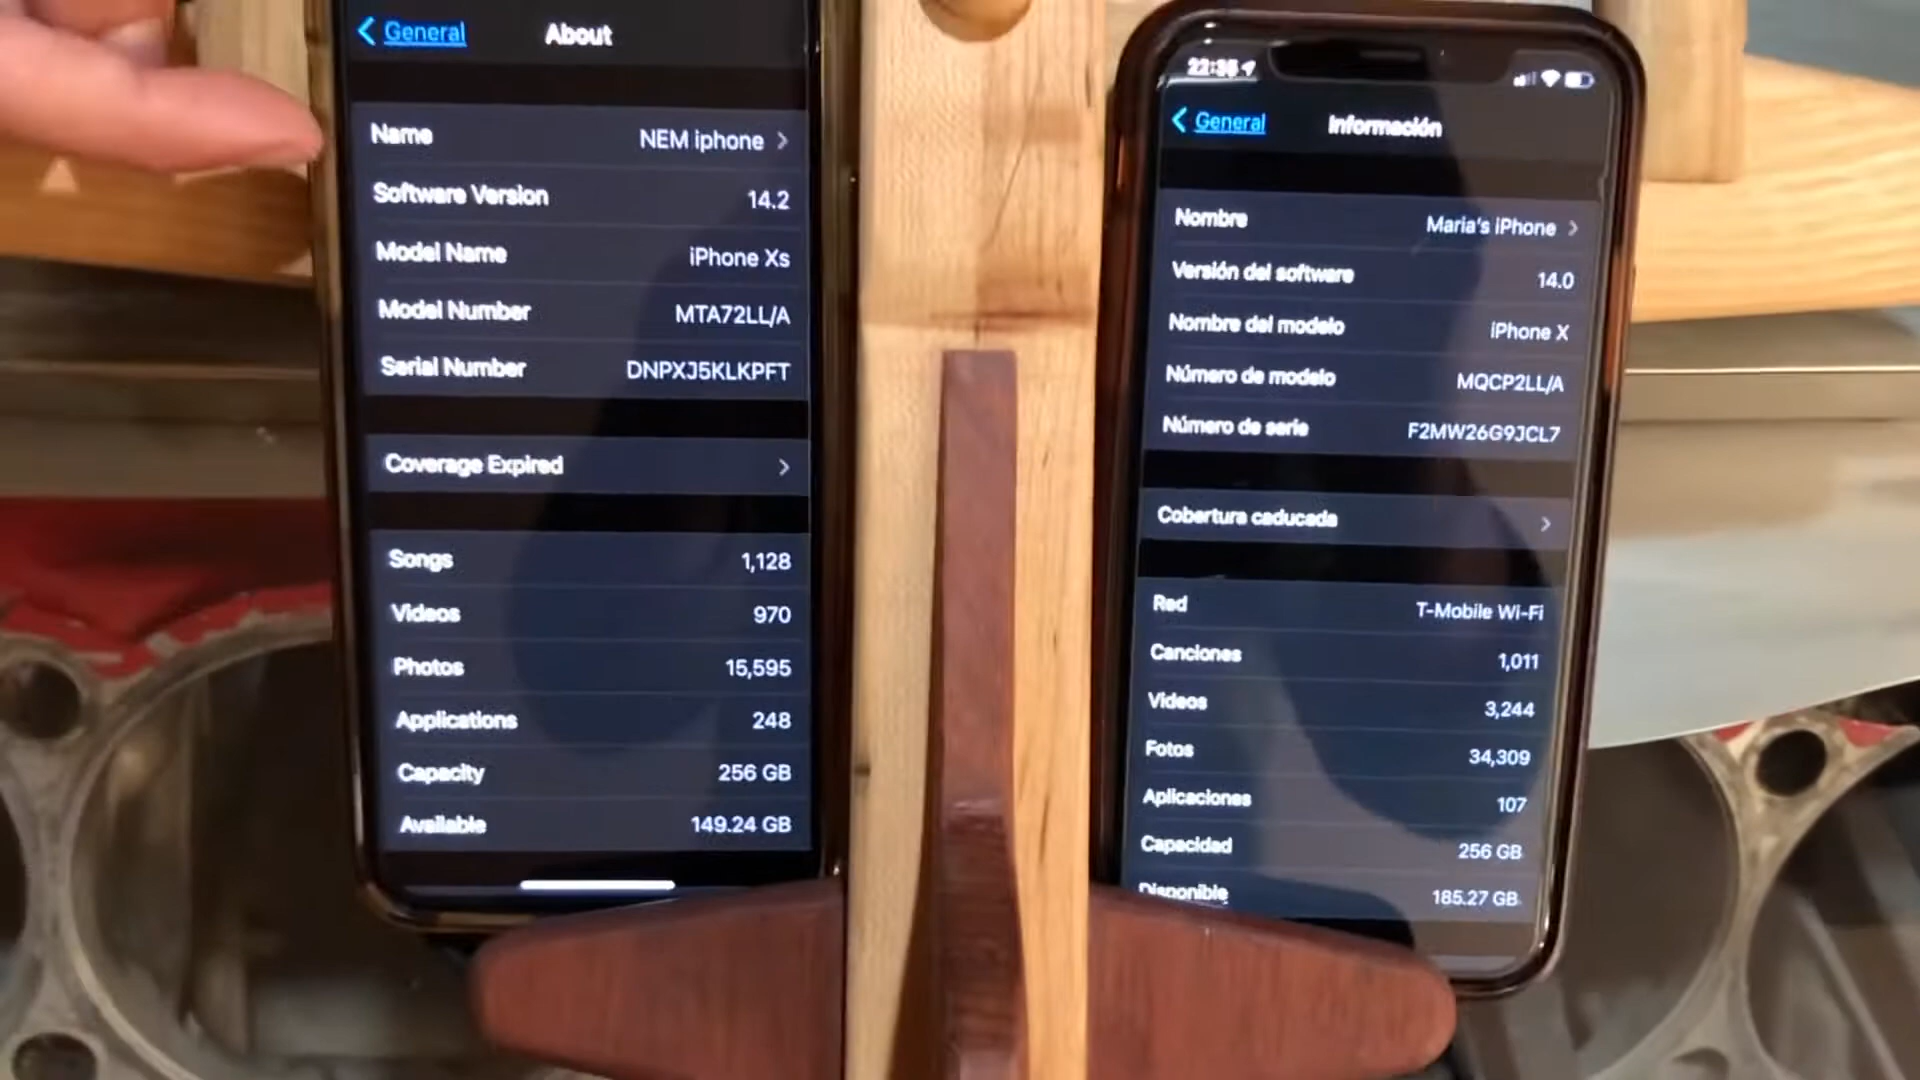 General
About
Name NEM iphone
Software Version 14.2
Model Name iPhone Xs
Model Number MTA72LL/A
Serial Number DNPXJ5KLKPFT
Coverage Expired
Songs 1,128
Videos 970
Photos 15,595
Applications 248
Capacity 256 GB
Available 149.24 GB
22:36
General
Información
Nombre Maria's iPhone
Versión del software 14.0
Nombre del modelo iPhone X
Número de modelo MQCP2LL/A
Número de serie F2MW26G9JCL7
Cobertura caducada
Red T-Mobile Wi-Fi
Canciones 1,011
Videos 3,244
Fotos 34,309
Aplicaciones 107
Capacidad 256 GB
Disponible 185.27 GB